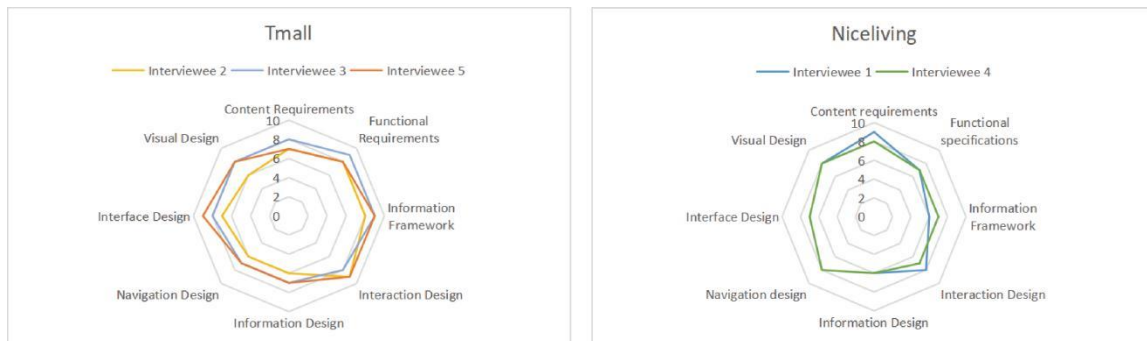 Tmall
Interviewee 2 Interviewee 3 Interviewee 5
Content Requirements
Functional
Requirements
Information
Framework
Interaction Design
Information Design
Navigation Design
Interface Design
Visual Design
10
8
6
4
2
0
Niceliving
Interviewee 1 Interviewee 4
Content requirements
Functional
specifications
Information
Framework
Interaction Design
Information Design
Navigation design
Interface Design
Visual Design
10
8
6
4
2
0